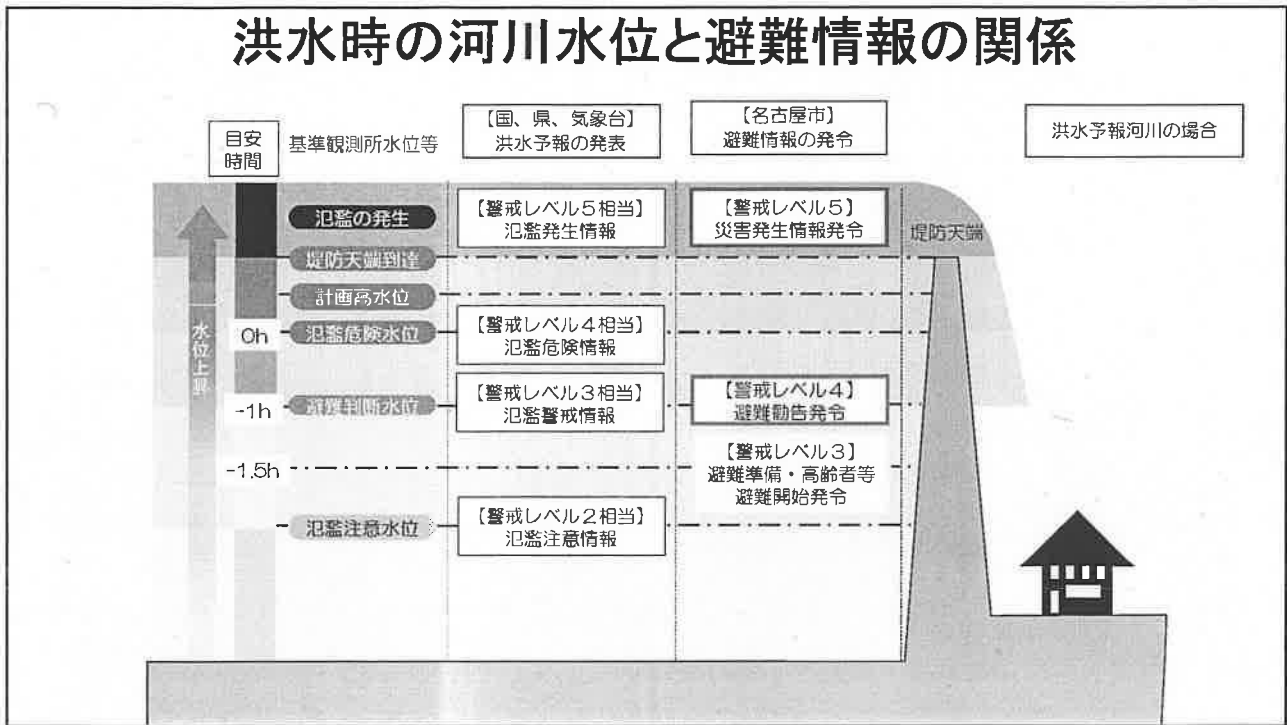 洪水時の河川水位と避難情報の関係
目安
時間
基準観測所水位等
【国、県、気象台】
洪水予報の発表
【名古屋市】
避難情報の発令
洪水予報河川の場合
氾濫の発生
【警戒レベル5相当】
氾濫発生情報
【警戒レベル5】
災害発生情報発令
堤防天端
堤防天端到達
計画高水位
水位上昇
0h
氾濫危険水位
【警戒レベル4相当】
氾濫危険情報
-1h
避難判断水位
【警戒レベル3相当】
氾濫警戒情報
【警戒レベル4】
避難勧告発令
-1.5h
【警戒レベル3】
避難準備・高齢者等
避難開始発令
氾濫注意水位
【警戒レベル2相当】
氾濫注意情報